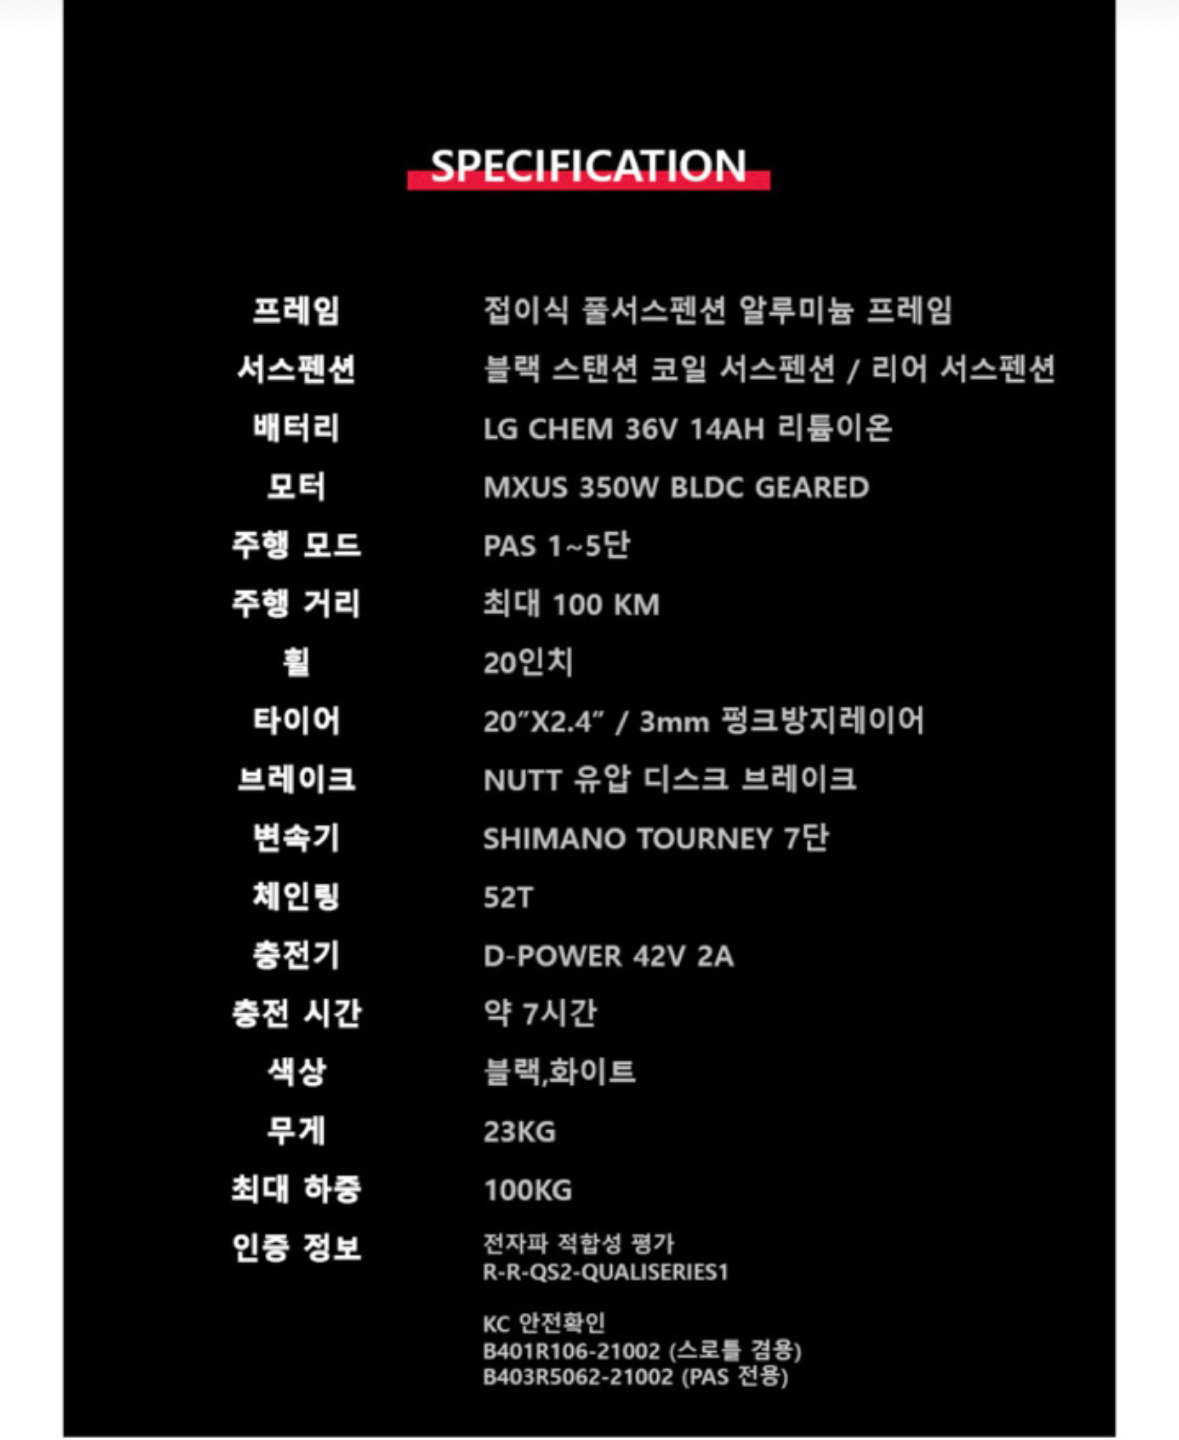 SPECIFICATION
프레임 접이식 풀서스펜션 알루미늄 프레임
서스펜션 블랙 스탠션 코일 서스펜션 / 리어 서스펜션
배터리 LG CHEM 36V 14AH 리튬이온
모터 MXUS 350W BLDC GEARED
주행 모드 PAS 1~5단
주행 거리 최대 100 KM
휠 20인치
타이어 20”X2.4” / 3mm 펑크방지레이어
브레이크 NUTT 유압 디스크 브레이크
변속기 SHIMANO TOURNEY 7단
체인링 52T
충전기 D-POWER 42V 2A
충전 시간 약 7시간
색상 블랙,화이트
무게 23KG
최대 하중 100KG
인증 정보 전자파 적합성 평가
R-R-QS2-QUALISERIES1
KC 안전확인
B401R106-21002 (스로틀 겸용)
B403R5062-21002 (PAS 전용)